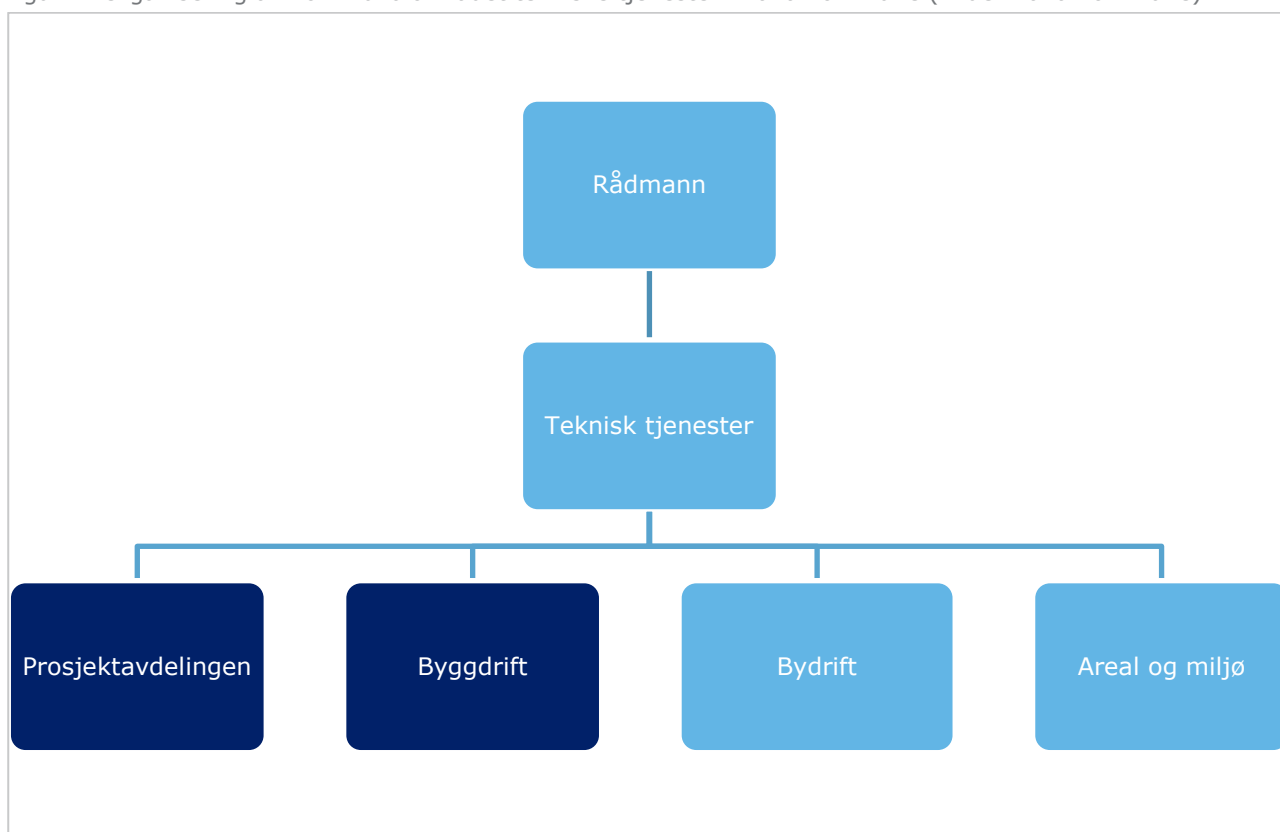 Rådmann
Teknisk tjenester
Prosjektavdelingen
Byggdrift
Bydrift
Areal og miljø